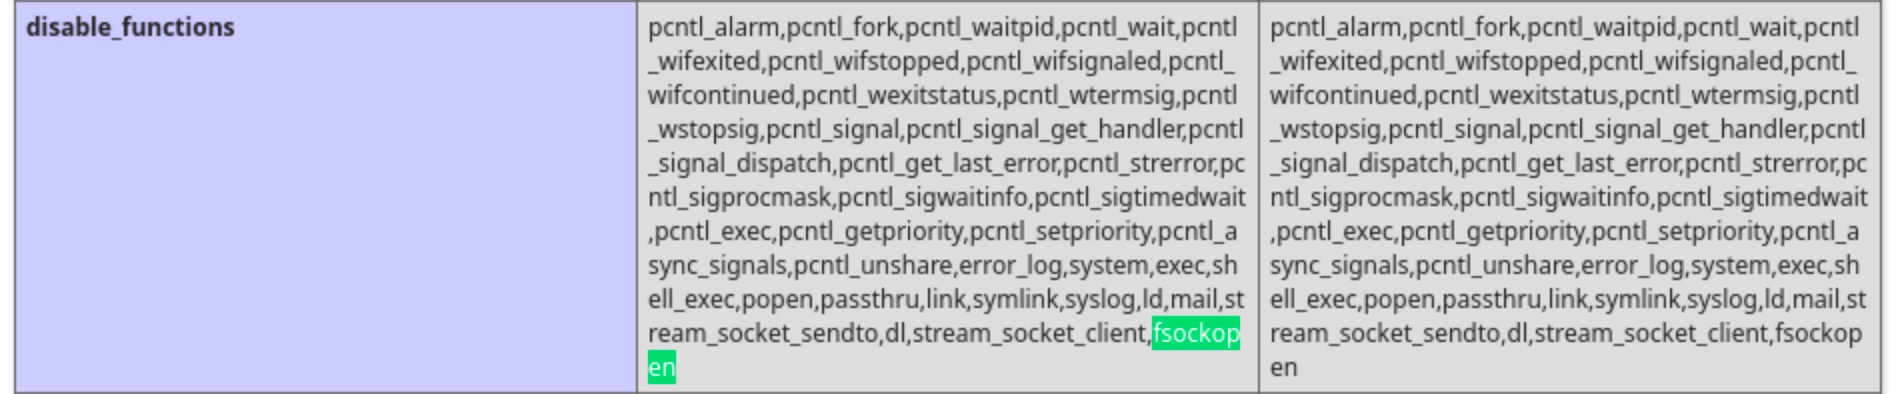 disable_functions
pcntl_alarm,pcntl_fork,pcntl_waitpid,pcntl_wait,pcntl
_wifexited,pcntl_wifstopped,pcntl_wifsignaled,pcntl_
wifcontinued,pcntl_wexitstatus,pcntl_wtermsig,pcntl
_wstopsig,pcntl_signal,pcntl_signal_get_handler,pcntl
_signal_dispatch,pcntl_get_last_error,pcntl_strerror,pc
ntl_sigprocmask,pcntl_sigwaitinfo,pcntl_sigtimedwait
,pcntl_exec,pcntl_getpriority,pcntl_setpriority,pcntl_a
sync_signals,pcntl_unshare,error_log,system,exec,sh
ell_exec,popen,passthru,link,symlink,syslog,ld,mail,st
ream_socket_sendto,dl,stream_socket_client,fsockop
en
pcntl_alarm,pcntl_fork,pcntl_waitpid,pcntl_wait,pcntl
_wifexited,pcntl_wifstopped,pcntl_wifsignaled,pcntl_
wifcontinued,pcntl_wexitstatus,pcntl_wtermsig,pcntl
_wstopsig,pcntl_signal,pcntl_signal_get_handler,pcntl
_signal_dispatch,pcntl_get_last_error,pcntl_strerror,pc
ntl_sigprocmask,pcntl_sigwaitinfo,pcntl_sigtimedwait
,pcntl_exec,pcntl_getpriority,pcntl_setpriority,pcntl_a
sync_signals,pcntl_unshare,error_log,system,exec,sh
ell_exec,popen,passthru,link,symlink,syslog,ld,mail,st
ream_socket_sendto,dl,stream_socket_client,fsockop
en